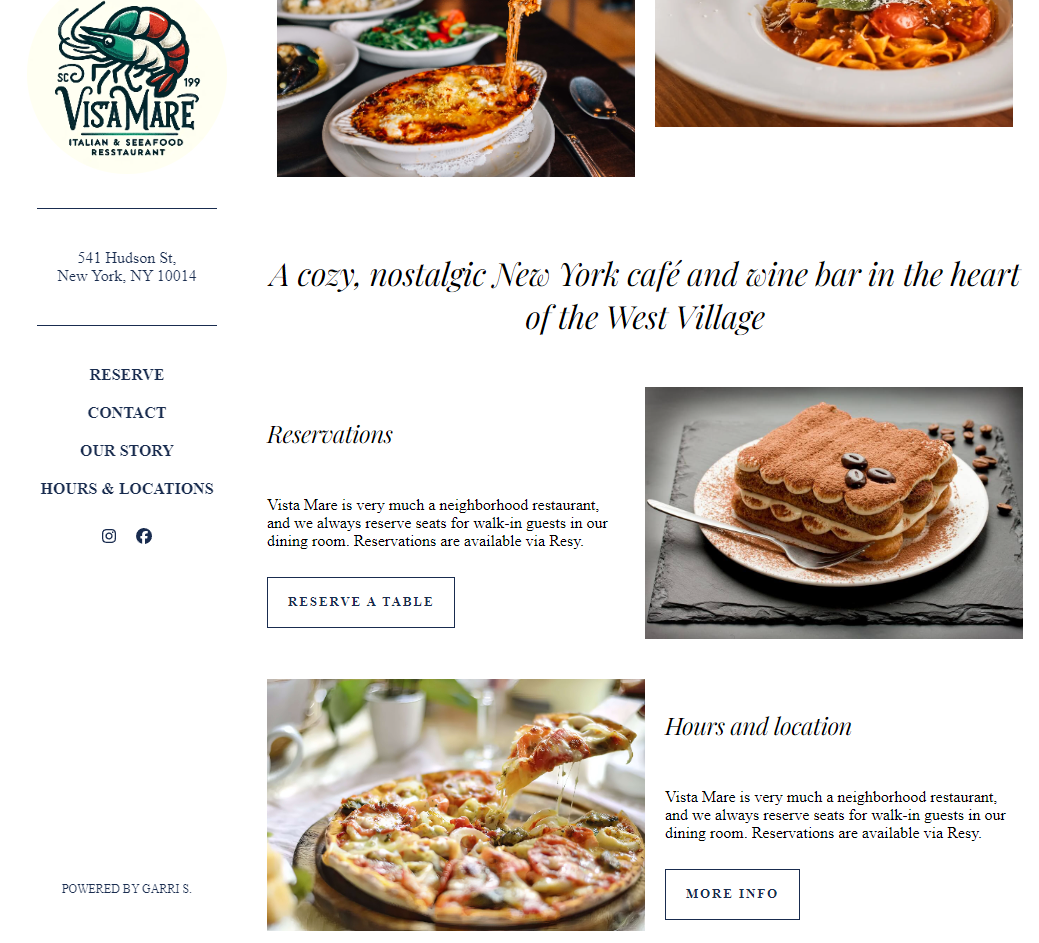 SC 199
VISAMARE
ITALIAN & SEEAFOOD
RESSTAURANT
541 Hudson St,
New York, NY 10014
RESERVE
CONTACT
OUR STORY
HOURS & LOCATIONS
POWERED BY GARRI S.
A cozy, nostalgic New York café and wine bar in the heart
of the West Village
Reservations
Vista Mare is very much a neighborhood restaurant,
and we always reserve seats for walk-in guests in our
dining room. Reservations are available via Resy.
RESERVE A TABLE
Hours and location
Vista Mare is very much a neighborhood restaurant,
and we always reserve seats for walk-in guests in our
dining room. Reservations are available via Resy.
MORE INFO